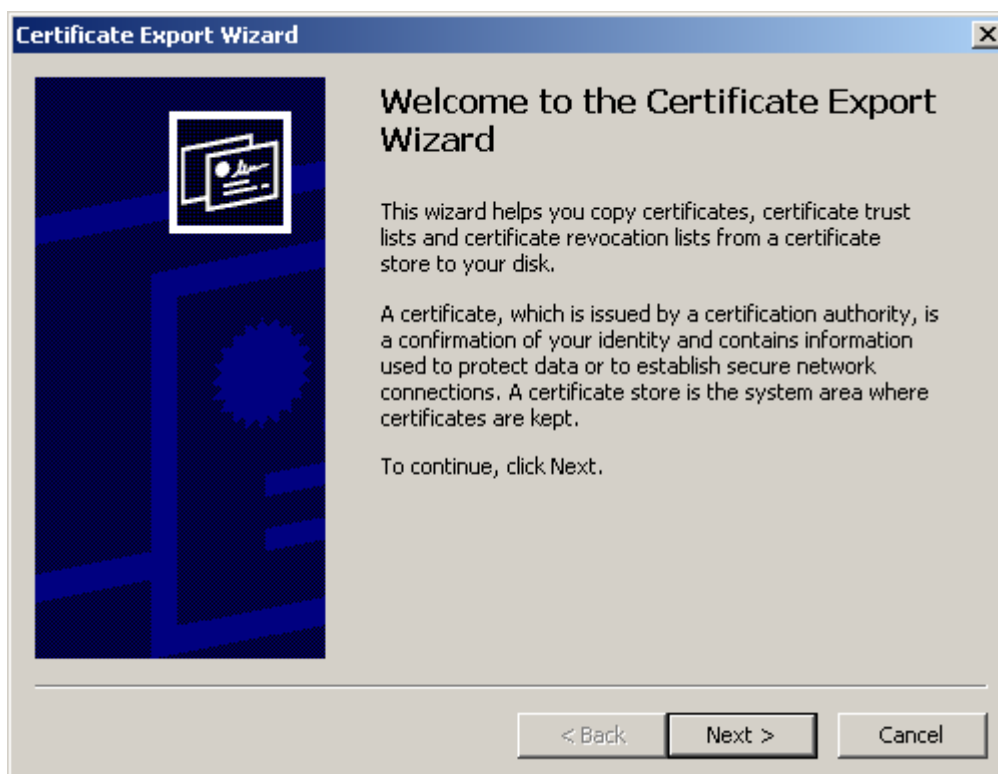 Certificate Export Wizard
Welcome to the Certificate Export
Wizard
This wizard helps you copy certificates, certificate trust
lists and certificate revocation lists from a certificate
store to your disk.
A certificate, which is issued by a certification authority, is
a confirmation of your identity and contains information
used to protect data or to establish secure network
connections. A certificate store is the system area where
certificates are kept.
To continue, click Next.
< Back
Next >
Cancel